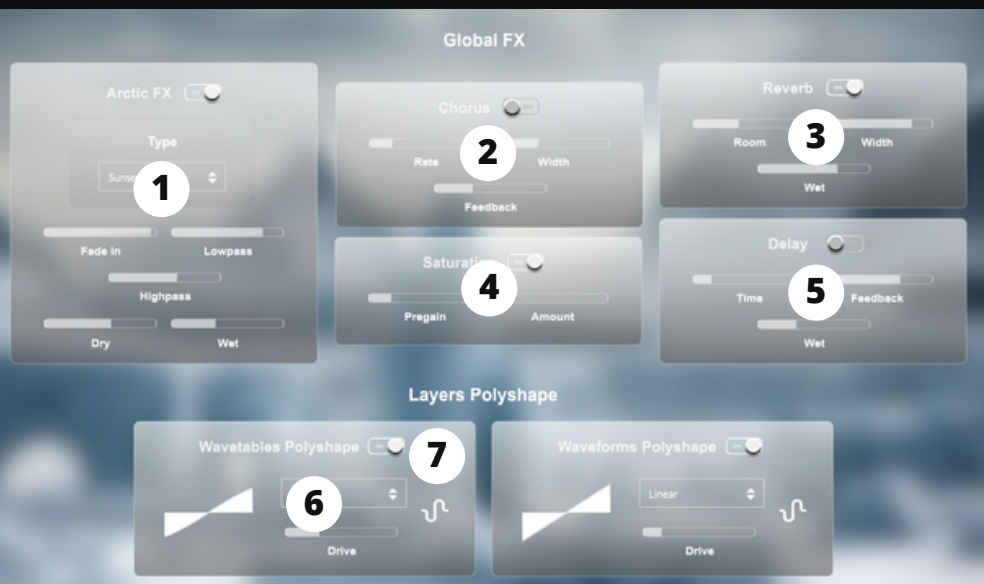 Global FX
Arctic FX
Type
1
Fade In
Lowpass
Highpass
Dry
Wet
Chorus
2
Rate
Width
Feedback
4
Pregain
Amount
Reverb
3
Room
Width
Wet
Delay
5
Time
Feedback
Wet
Layers Polyshape
Wavetables Polyshape
7
6
Drive
Waveforms Polyshape
Linear
Drive